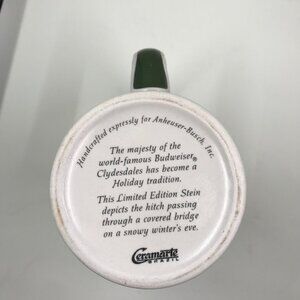 Handcrafted expressly for Anheuser-Busch, Inc.
The majesty of the
world-famous Budweiser®
Clydesdales has become a
Holiday tradition.
This Limited Edition Stein
depicts the hitch passing
through a covered bridge
on a snowy winter's eve.
Ceramarte
BRAZIL